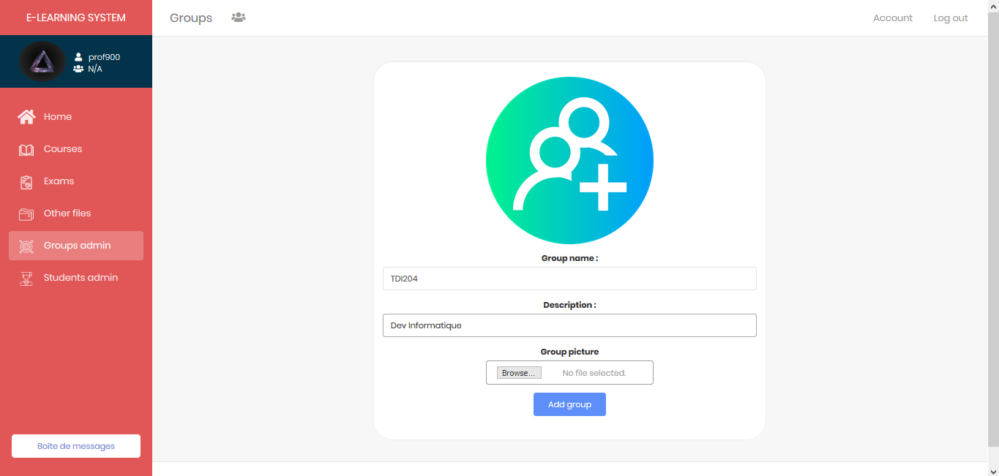 E-LEARNING SYSTEM
Groups
Account
Log out
prof900
N/A
Home
Courses
Exams
Other files
Groups admin
Students admin
Boîte de messages
Group name :
TDI204
Description :
Dev Informatique
Group picture
Browse... No file selected.
Add group